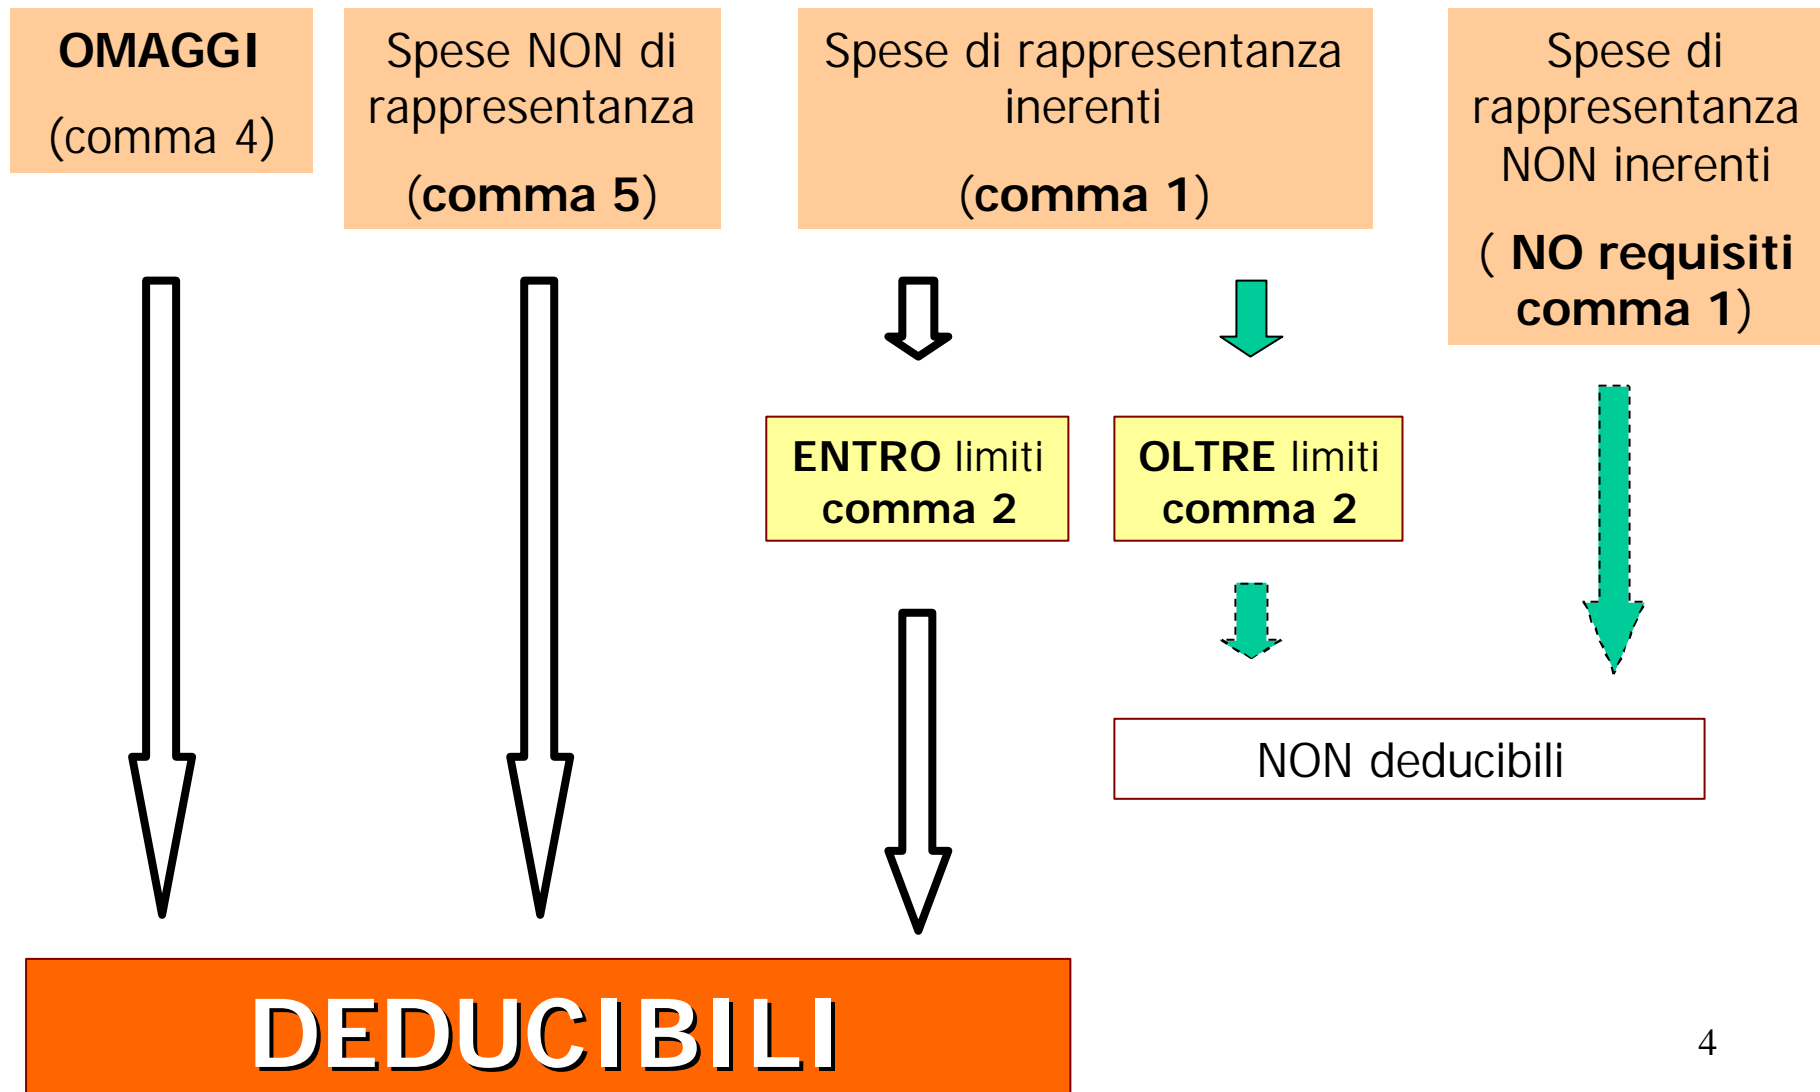 OMAGGI
(comma 4)
Spese NON di
rappresentanza
(comma 5)
Spese di rappresentanza
inerenti
(comma 1)
Spese di
rappresentanza
NON inerenti
( NO requisiti
comma 1)
ENTRO limiti
comma 2
OLTRE limiti
comma 2
NON deducibili
DEDUCIBILI
4